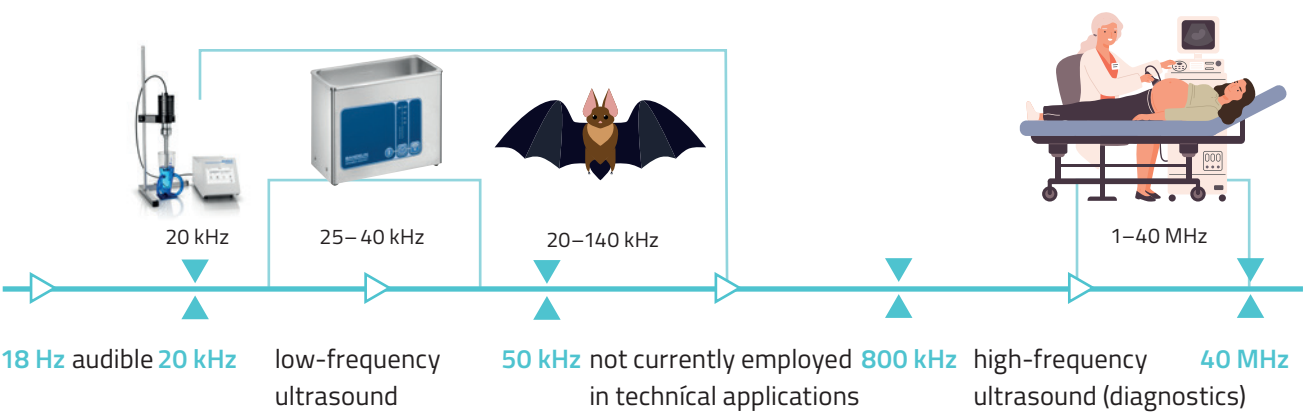 20 kHz
25–40 kHz
20–140 kHz
1–40 MHz
18 Hz audible 20 kHz
low-frequency
ultrasound
50 kHz not currently employed
in technícal applications
800 kHz
high-frequency
ultrasound (diagnostics)
40 MHz